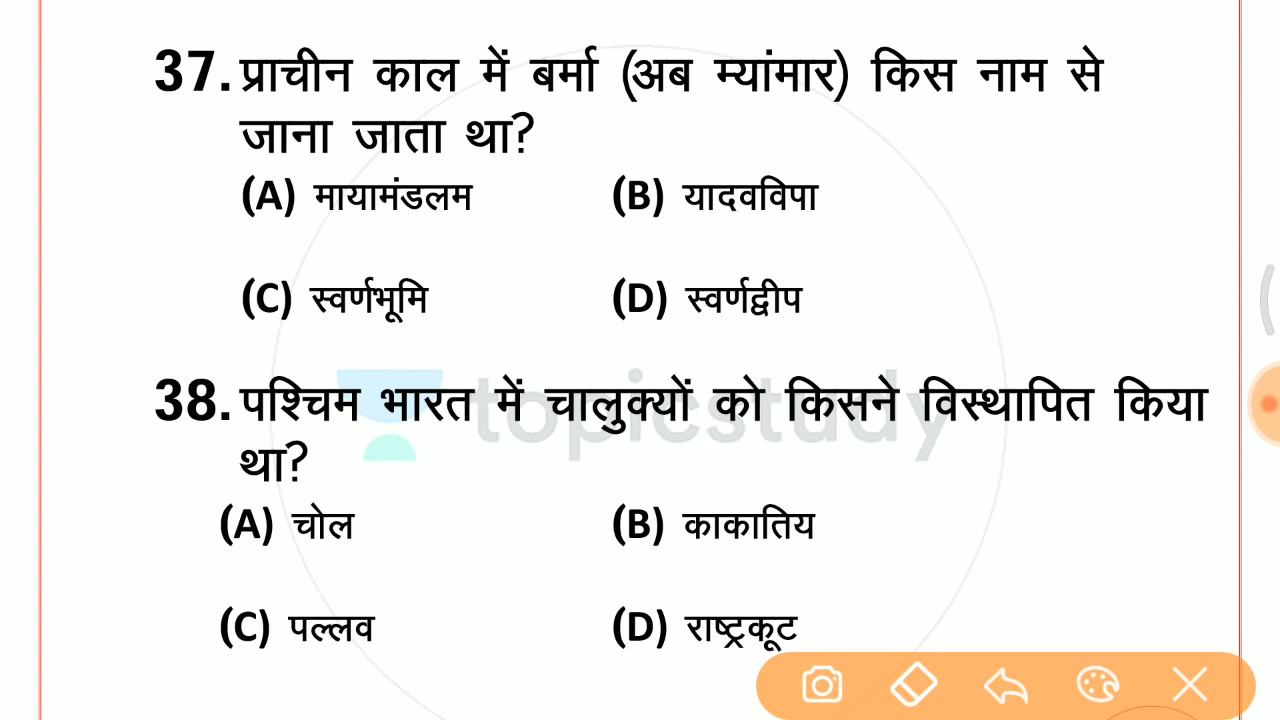 37. प्राचीन काल में बर्मा (अब म्यांमार) किस नाम से
जाना जाता था?
(A) मायामंडलम (B) यादवविपा
(C) स्वर्णभूमि (D) स्वर्णद्वीप
topicstudy
38. पश्चिम भारत में चालुक्यों को किसने विस्थापित किया
था?
(A) चोल (B) काकातिय
(C) पल्लव (D) राष्ट्रकूट